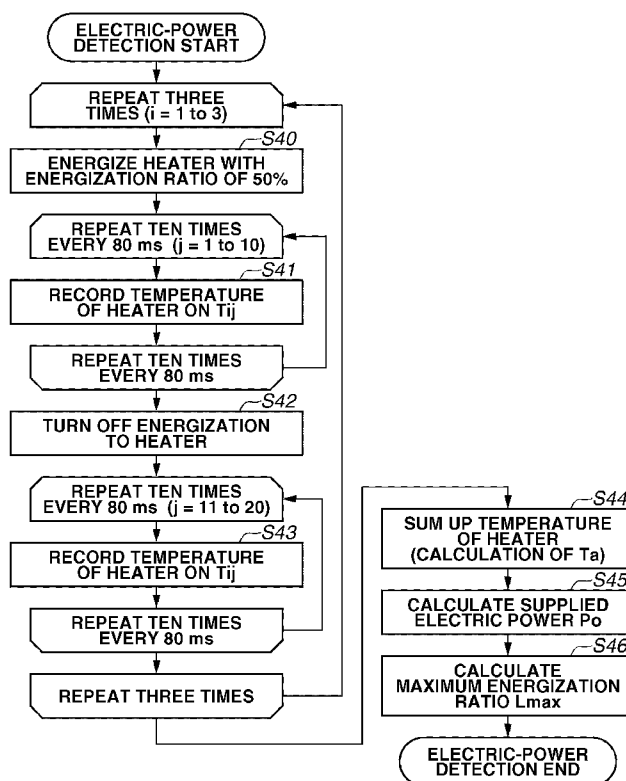 ELECTRIC-POWER
DETECTION START
REPEAT THREE
TIMES (i = 1 to 3)
S40
ENERGIZE HEATER WITH
ENERGIZATION RATIO OF 50%
REPEAT TEN TIMES
EVERY 80 ms (j = 1 to 10)
S41
RECORD TEMPERATURE
OF HEATER ON Tij
REPEAT TEN TIMES
EVERY 80 ms
S42
TURN OFF ENERGIZATION
TO HEATER
REPEAT TEN TIMES
EVERY 80 ms (j = 11 to 20)
S43
RECORD TEMPERATURE
OF HEATER ON Tij
REPEAT TEN TIMES
EVERY 80 ms
REPEAT THREE TIMES
S44
SUM UP TEMPERATURE
OF HEATER
(CALCULATION OF Ta)
S45
CALCULATE SUPPLIED
ELECTRIC POWER Po
S46
CALCULATE
MAXIMUM ENERGIZATION
RATIO Lmax
ELECTRIC-POWER
DETECTION END